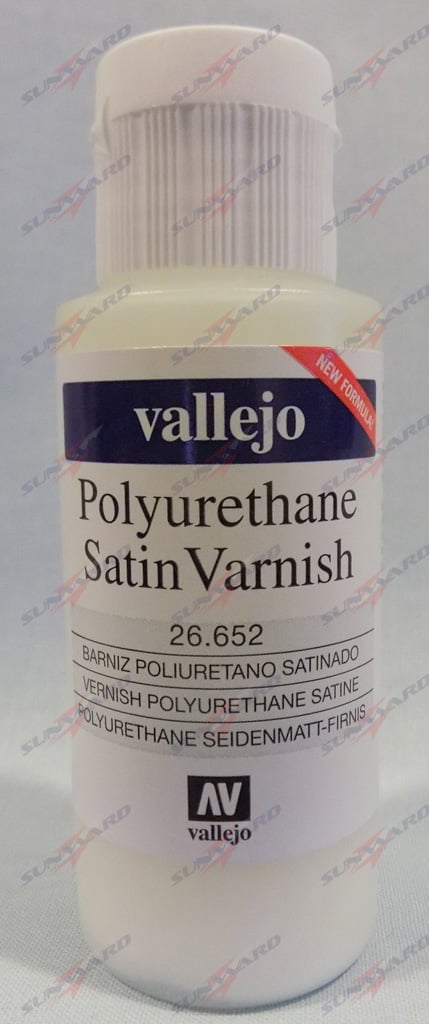 NEW FORMULA!
vallejo
Polyurethane
Satin Varnish
26.652
BARNIZ POLIURETANO SATINADO
VERNISH POLYURETHANE SATINE
POLYURETHANE SEIDENMATT-FIRNIS
AV
vallejo
SUNWARD